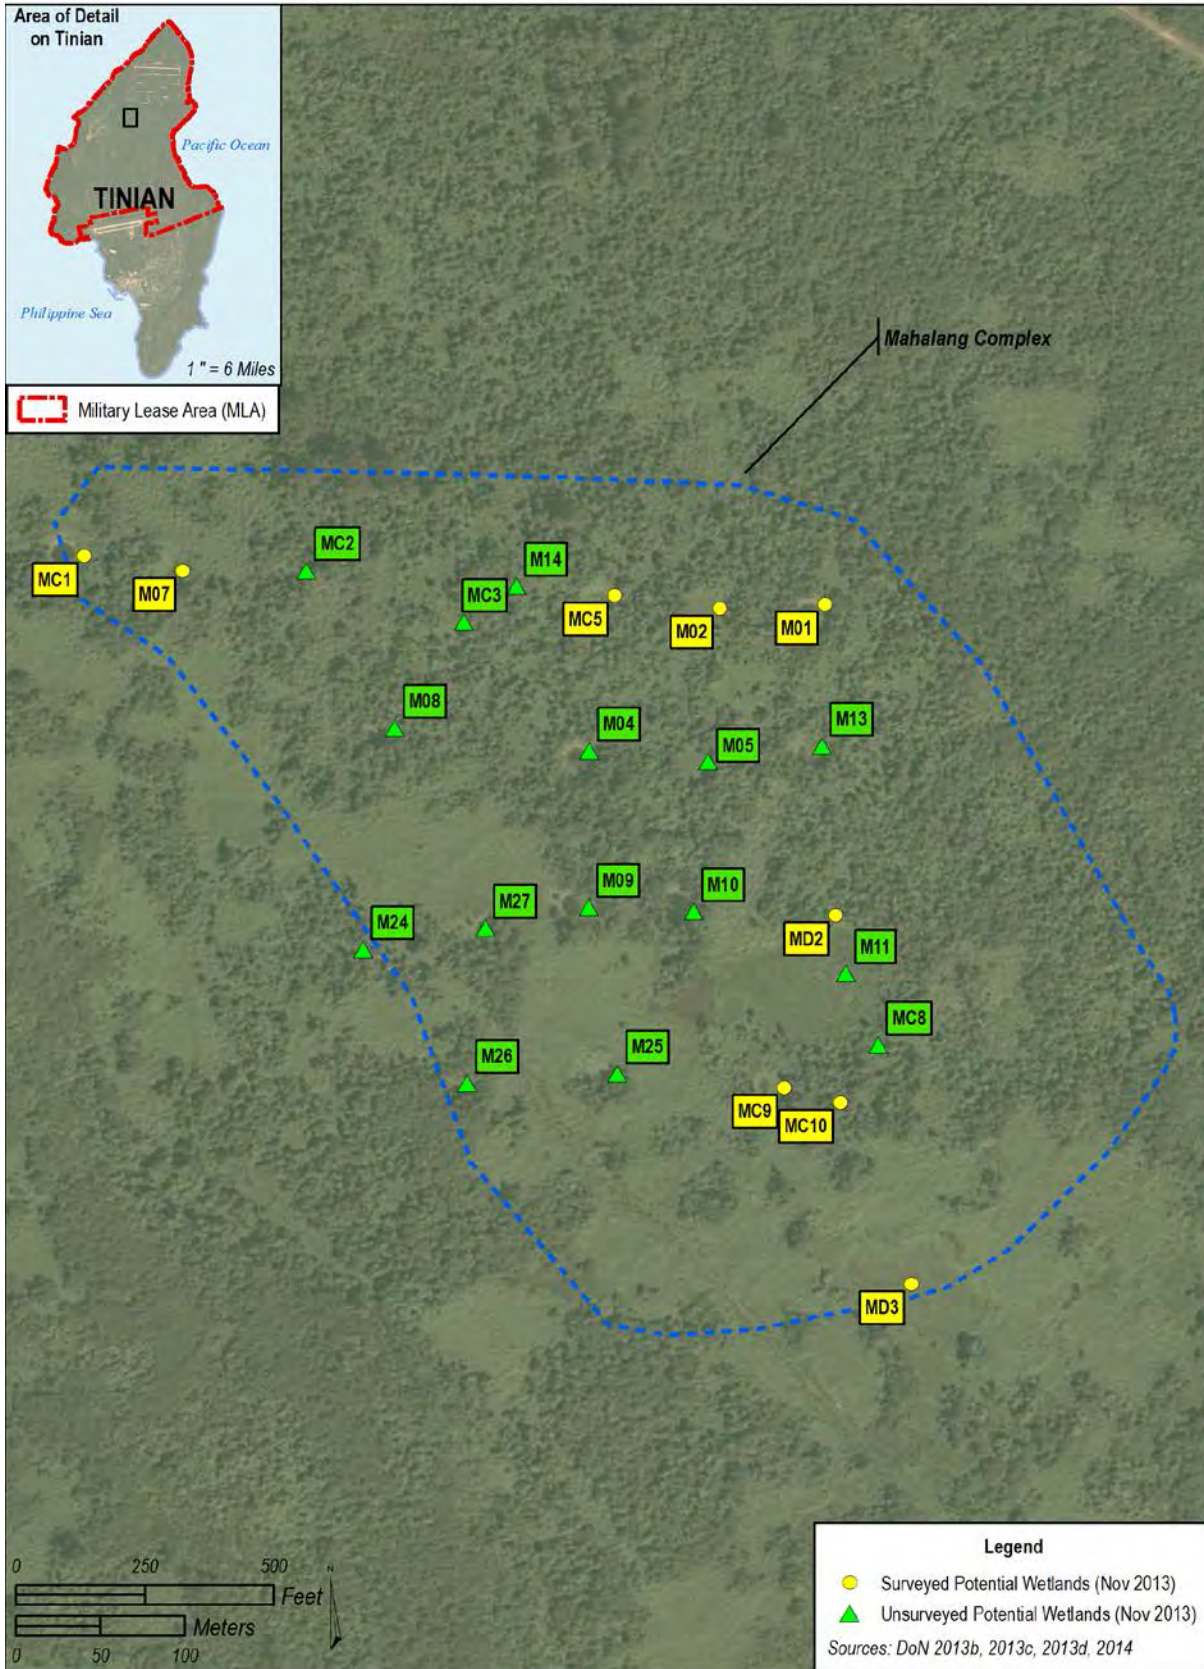 Area of Detail
on Tinian
Pacific Ocean
TINIAN
Philippine Sea
1 " = 6 Miles
Military Lease Area (MLA)
Mahalang Complex
MC1
M07
MC2
MC3
M14
MC5
M02
M01
M08
M04
M05
M13
M24
M27
M09
M10
MD2
M11
MC8
M26
M25
MC9
MC10
MD3
0 250 500
Feet
Meters
0 50 100
N
Legend
Surveyed Potential Wetlands (Nov 2013)
Unsurveyed Potential Wetlands (Nov 2013)
Sources: DoN 2013b, 2013c, 2013d, 2014